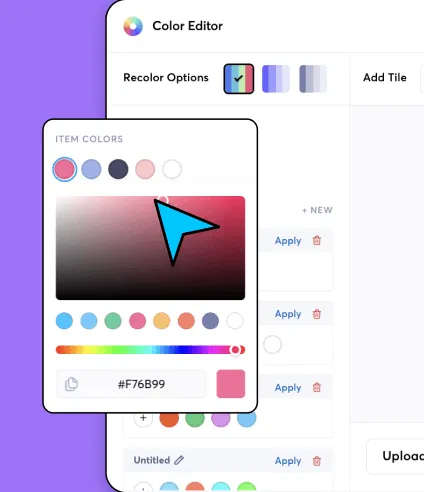 Color Editor
Recolor Options
Add Tile
ITEM COLORS
+ NEW
Apply
Apply
#F76B99
Apply
+
Untitled
Apply
Upload